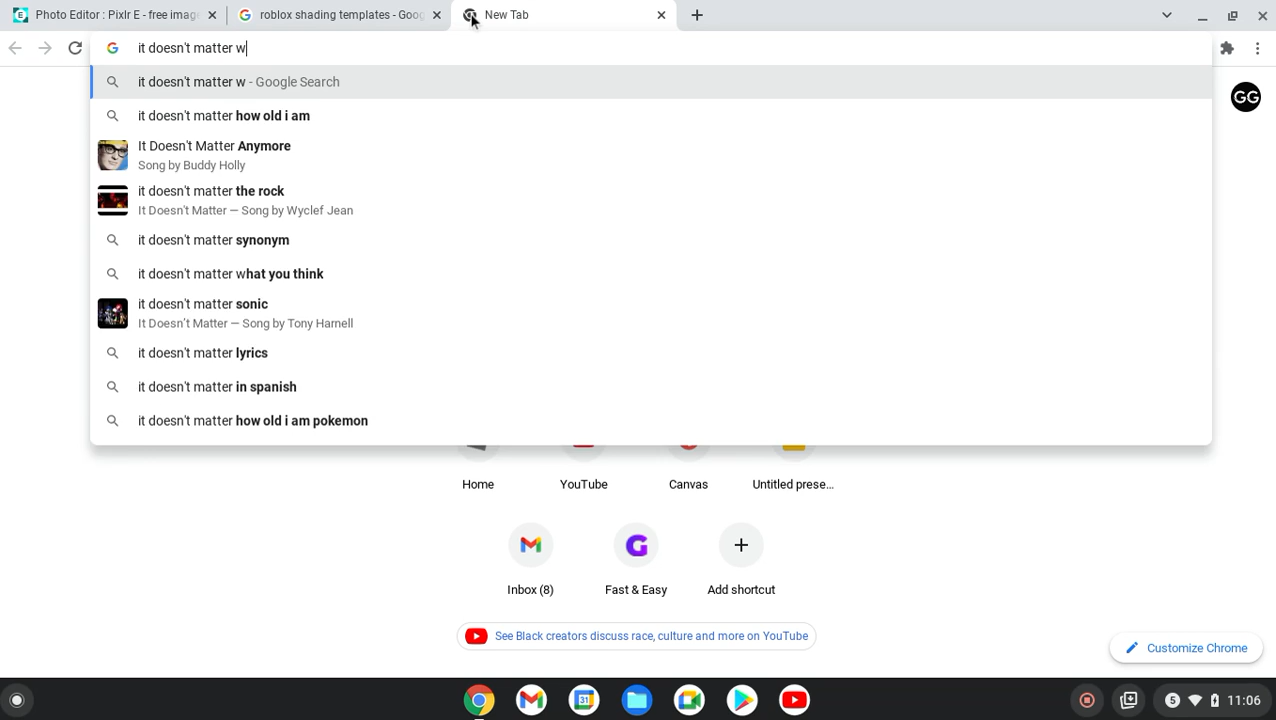 Photo Editor : Pixlr E - free image
roblox shading templates - Goog
New Tab
it doesn't matter w
it doesn't matter w - Google Search
it doesn't matter how old i am
It Doesn't Matter Anymore
Song by Buddy Holly
it doesn't matter the rock
It Doesn't Matter — Song by Wyclef Jean
it doesn't matter synonym
it doesn't matter what you think
it doesn't matter sonic
It Doesn't Matter — Song by Tony Harnell
it doesn't matter lyrics
it doesn't matter in spanish
it doesn't matter how old i am pokemon
GG
Home
YouTube
Canvas
Untitled prese...
Inbox (8)
Fast & Easy
Add shortcut
See Black creators discuss race, culture and more on YouTube
Customize Chrome
31
5
11:06